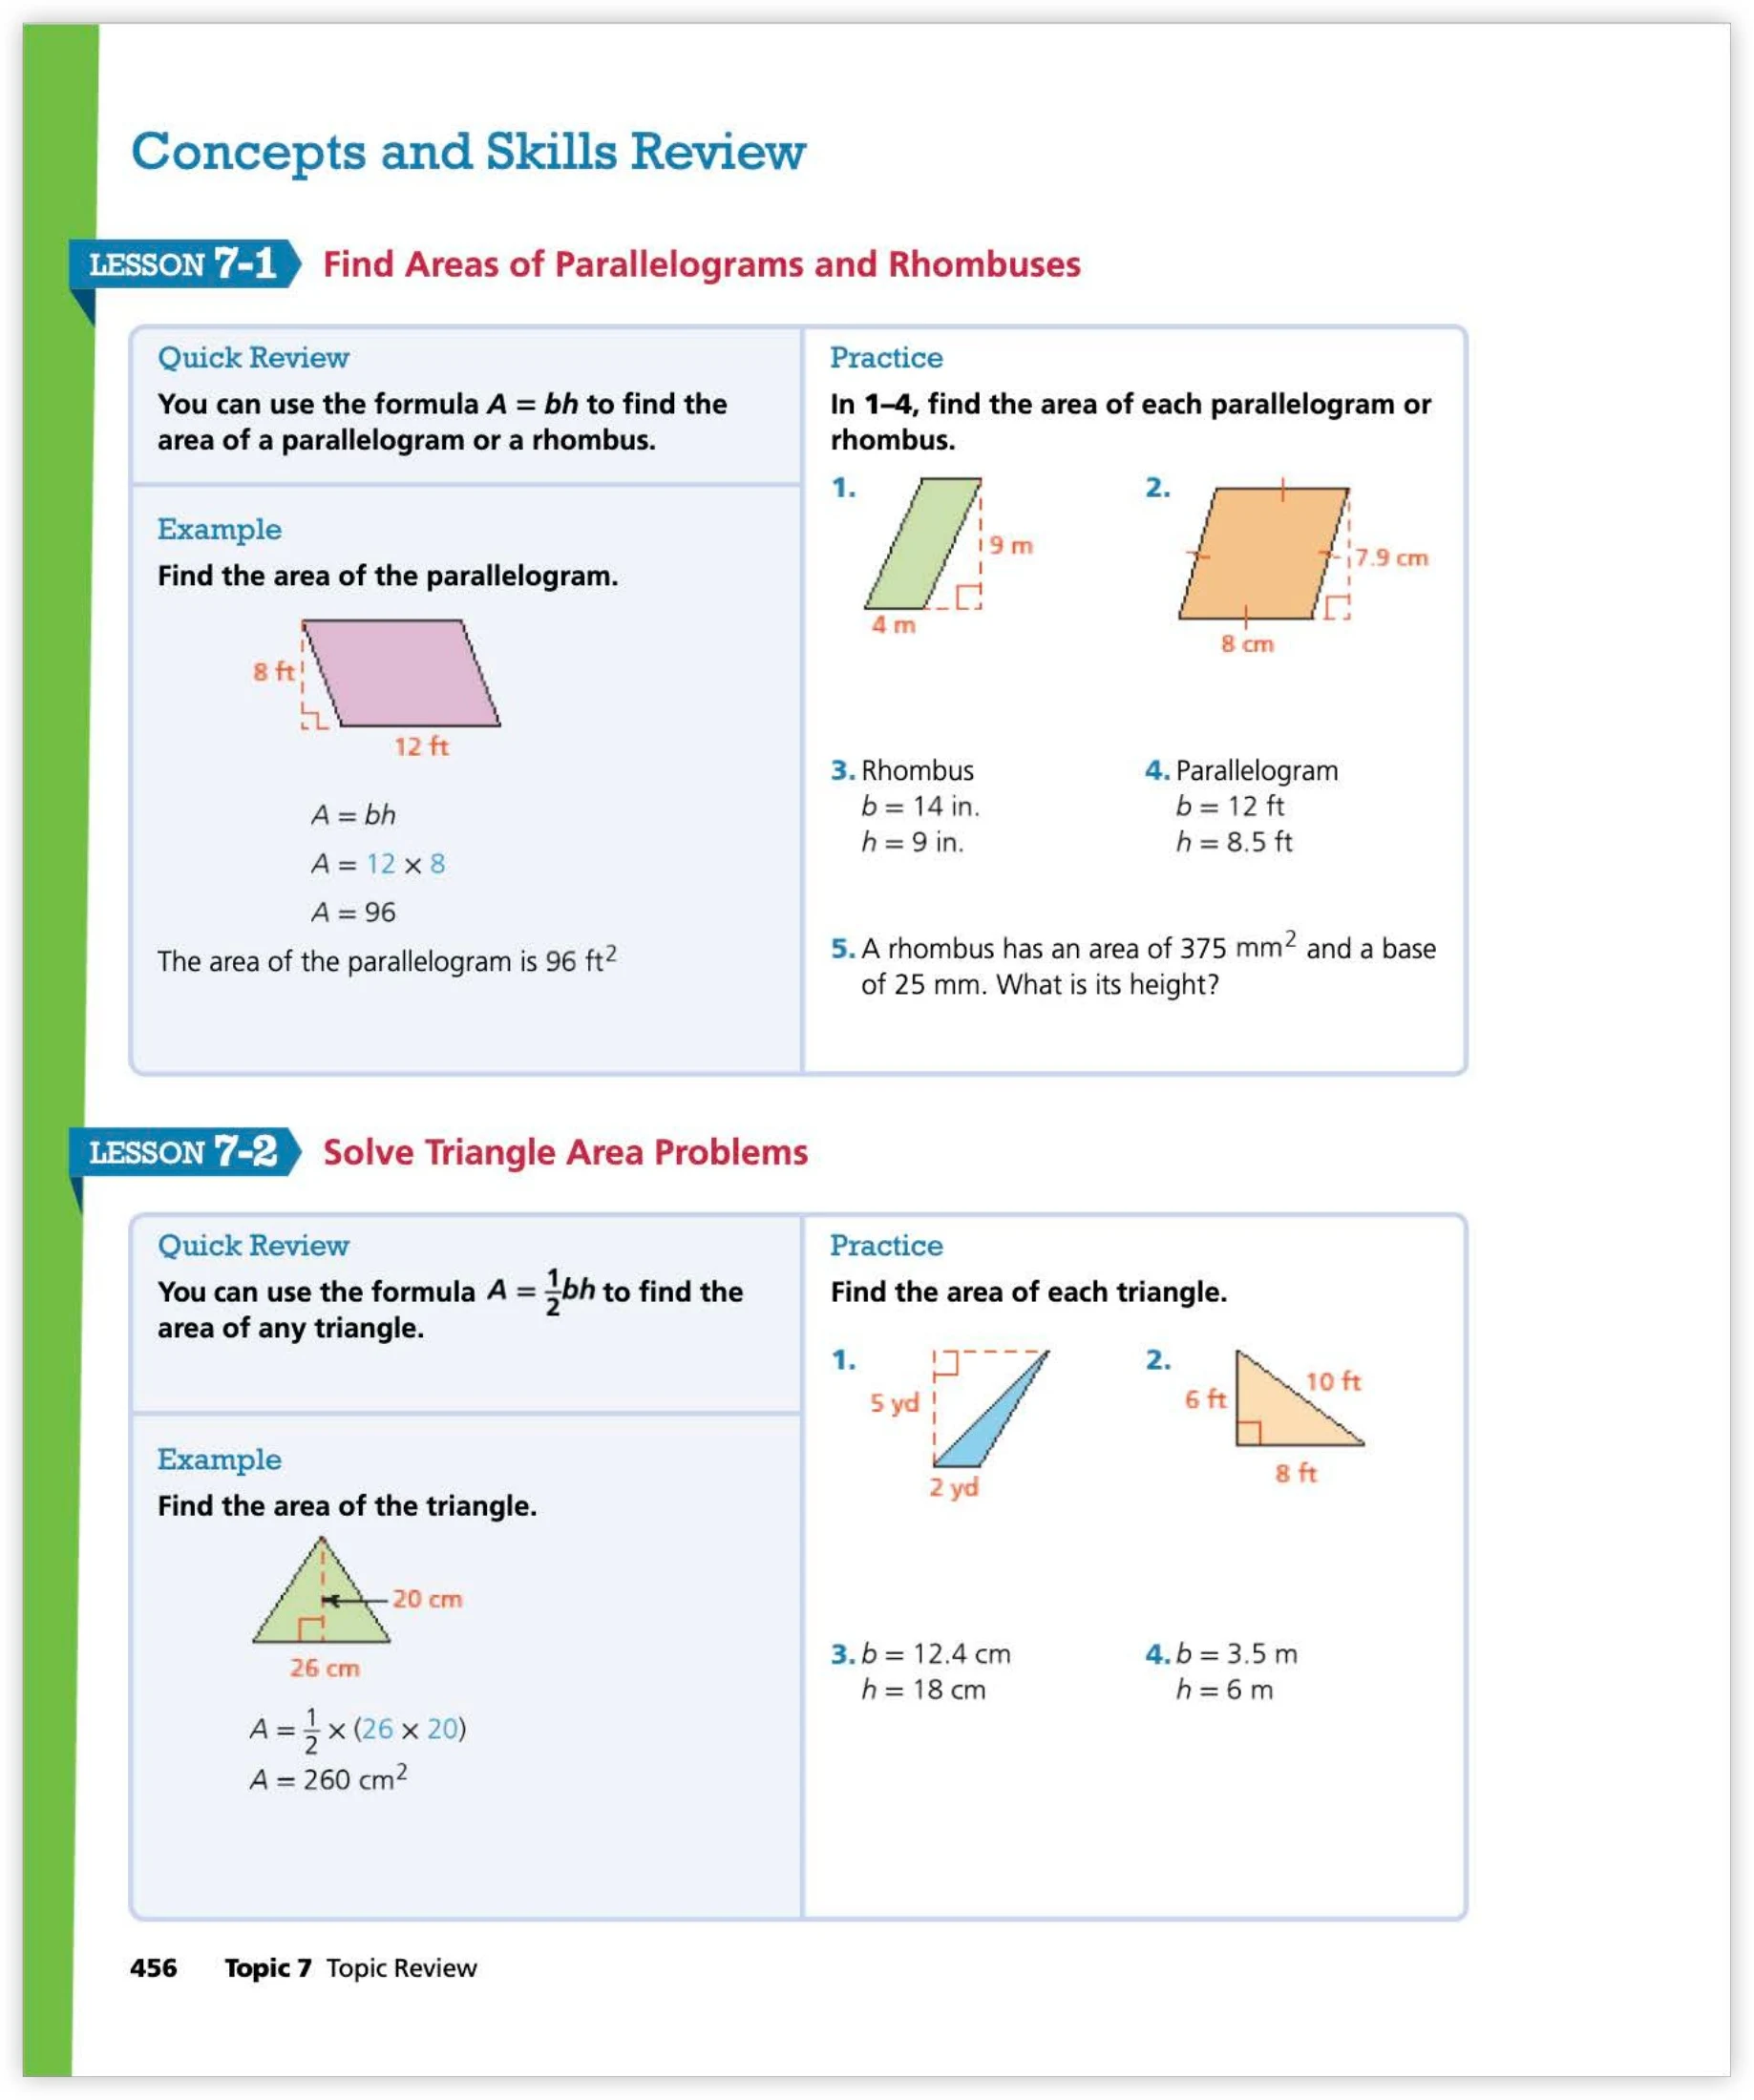 Concepts and Skills Review
LESSON 7-1 Find Areas of Parallelograms and Rhombuses
Quick Review
You can use the formula A = bh to find the
area of a parallelogram or a rhombus.
Example
Find the area of the parallelogram.
8 ft
12 ft
A = bh
A = 12 × 8
A = 96
The area of the parallelogram is 96 ft²
Practice
In 1–4, find the area of each parallelogram or
rhombus.
1.
9 m
4 m
2.
7.9 cm
8 cm
3. Rhombus
b = 14 in.
h = 9 in.
4. Parallelogram
b = 12 ft
h = 8.5 ft
5. A rhombus has an area of 375 mm² and a base
of 25 mm. What is its height?
LESSON 7-2 Solve Triangle Area Problems
Quick Review
You can use the formula A = 1/2 bh to find the
area of any triangle.
Example
Find the area of the triangle.
20 cm
26 cm
A = 1/2 × (26 × 20)
A = 260 cm²
Practice
Find the area of each triangle.
1.
5 yd
2 yd
2.
6 ft
10 ft
8 ft
3. b = 12.4 cm
h = 18 cm
4. b = 3.5 m
h = 6 m
456 Topic 7 Topic Review